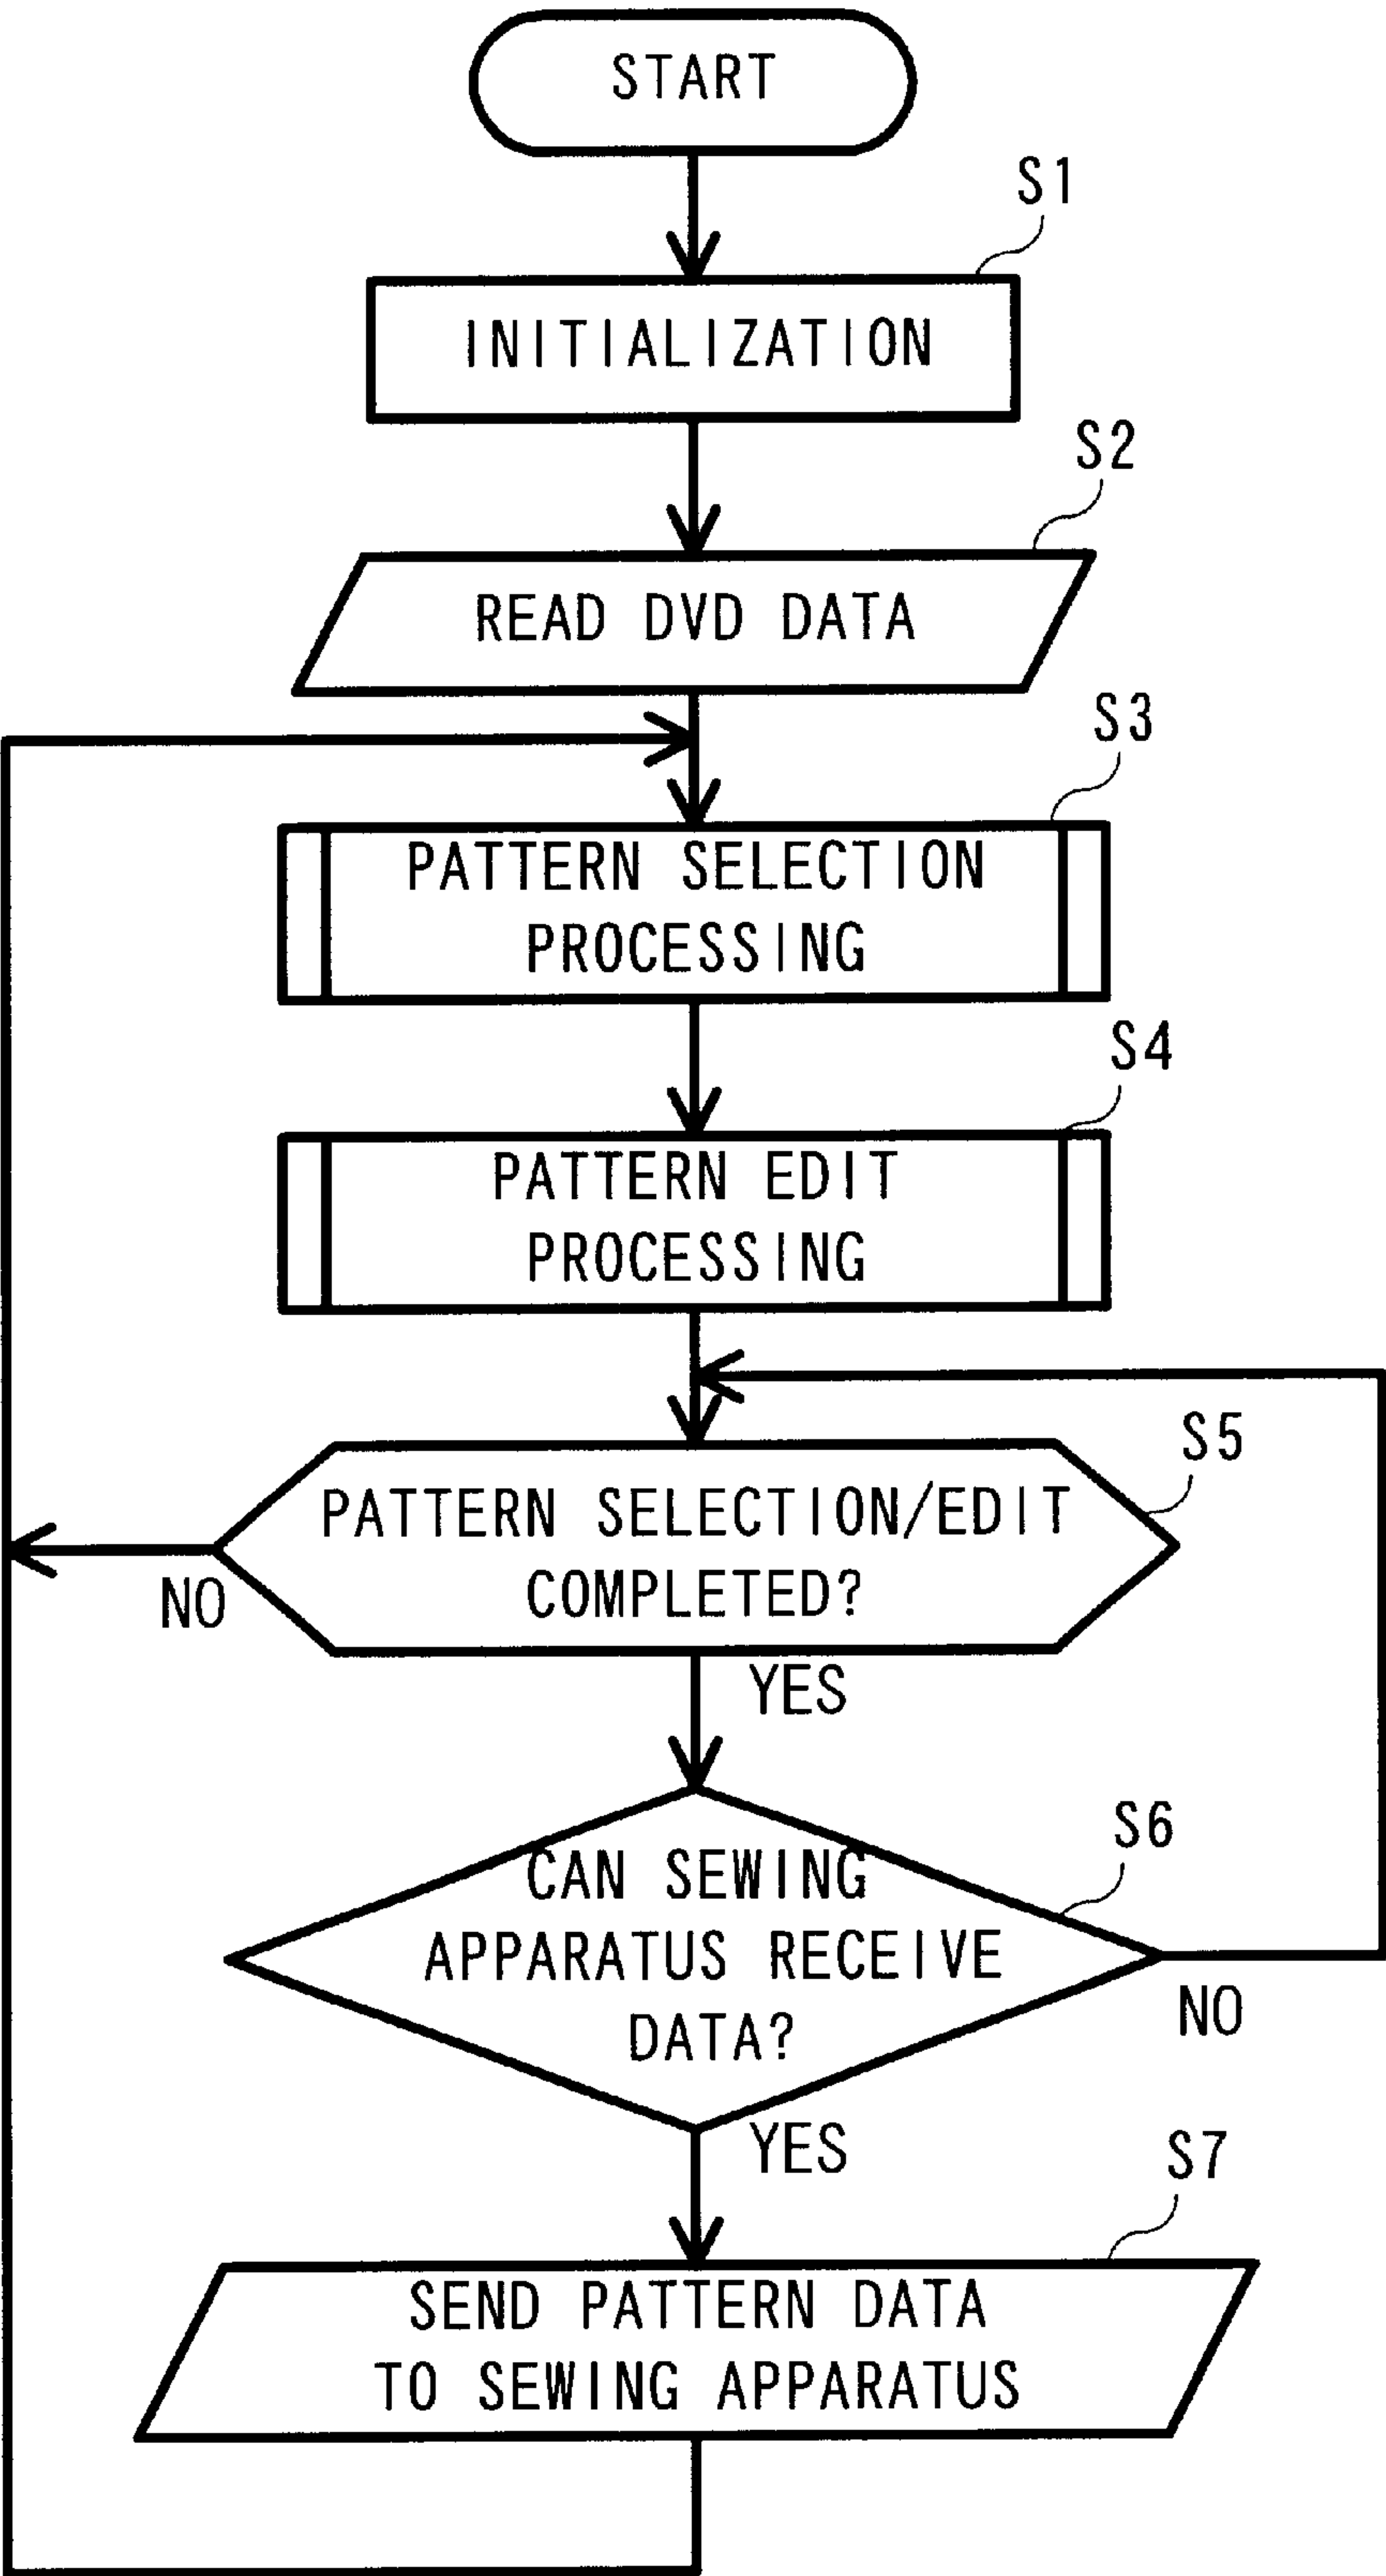 START
S1
INITIALIZATION
S2
READ DVD DATA
S3
PATTERN SELECTION
PROCESSING
S4
PATTERN EDIT
PROCESSING
S5
PATTERN SELECTION/EDIT
COMPLETED?
NO
YES
S6
CAN SEWING
APPARATUS RECEIVE
DATA?
NO
YES
S7
SEND PATTERN DATA
TO SEWING APPARATUS